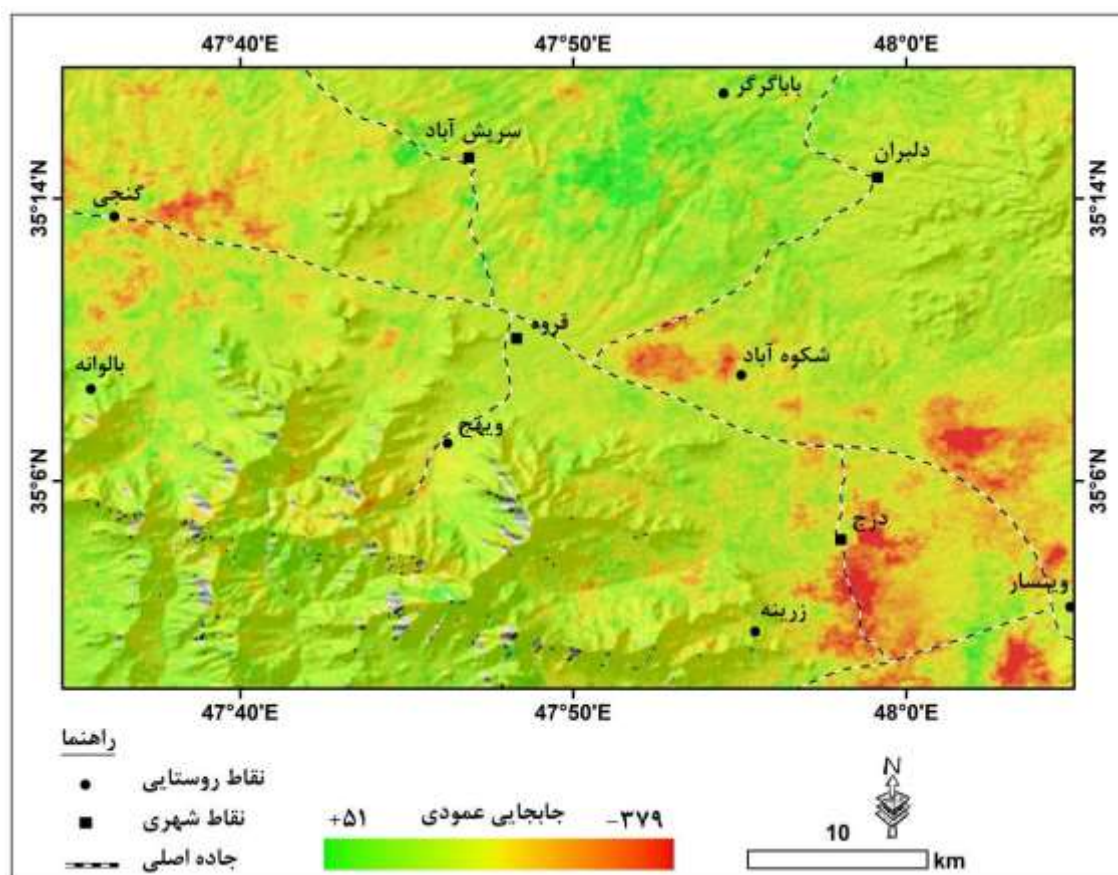 47°40'E 47°50'E 48°0'E
باباگرگر
سریش آباد
دلبران
35°14'N 35°14'N
گنجی
قروه
شکوه آباد
بالوانه
ویهج
35°6'N 35°6'N
درج
وینسار
زرینه
47°40'E 47°50'E 48°0'E
راهنما
نقاط روستایی
نقاط شهری
جاده اصلی
+۵۱ جابجایی عمودی -۳۷۹
N
10
km